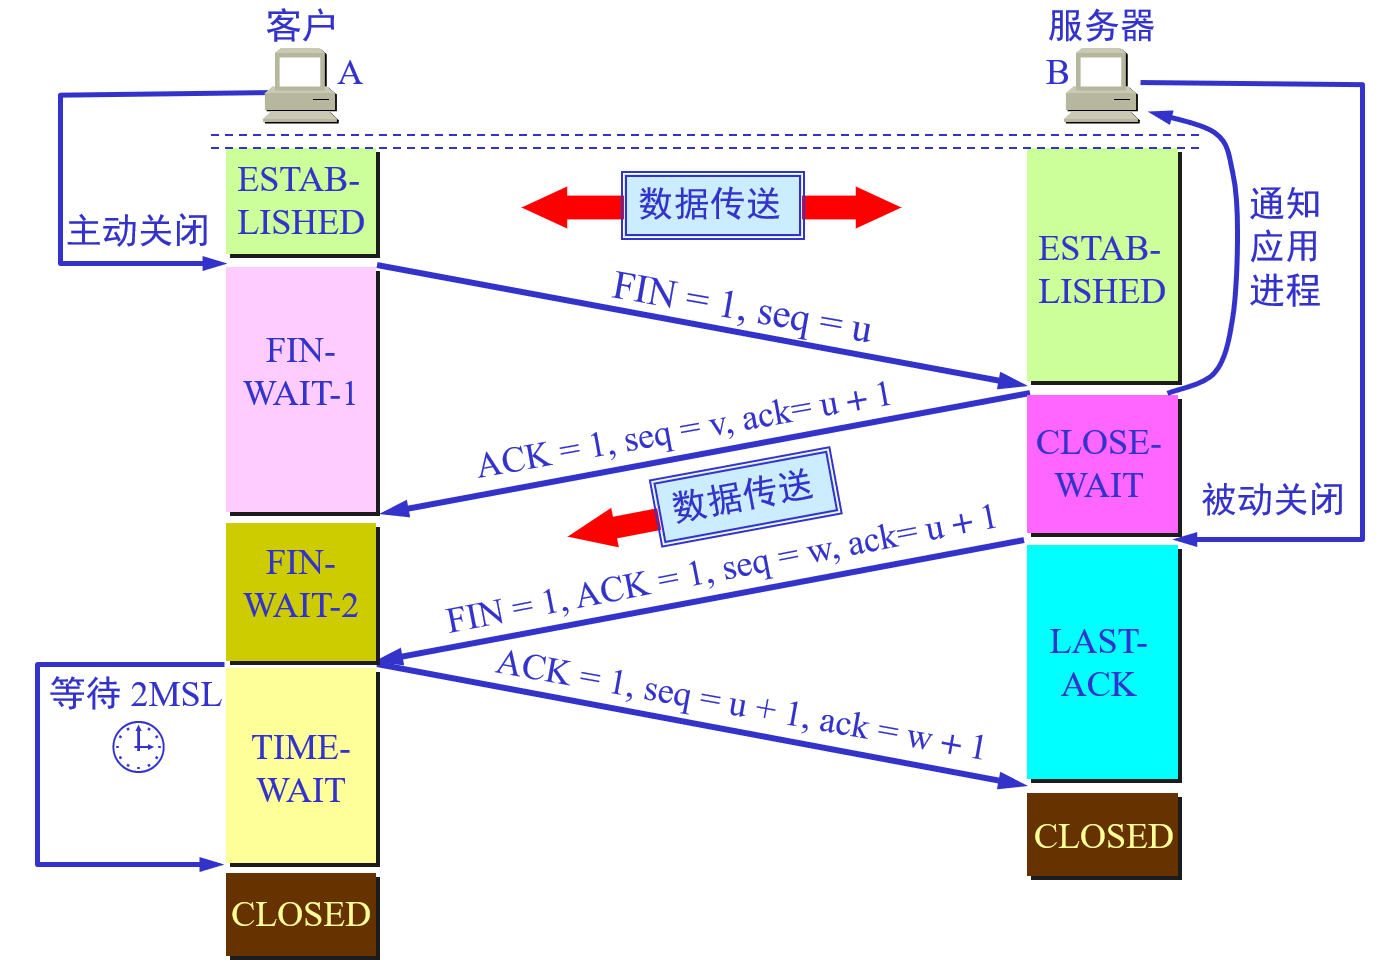 客户
服务器
A
B
ESTAB-
LISHED
数据传送
主动关闭
通知
应用
进程
ESTAB-
LISHED
FIN = 1, seq = u
FIN-
WAIT-1
ACK = 1, seq = v, ack= u + 1
CLOSE-
WAIT
数据传送
被动关闭
FIN = 1, ACK = 1, seq = w, ack= u + 1
FIN-
WAIT-2
LAST-
ACK
ACK = 1, seq = u + 1, ack = w + 1
等待 2MSL
TIME-
WAIT
CLOSED
CLOSED